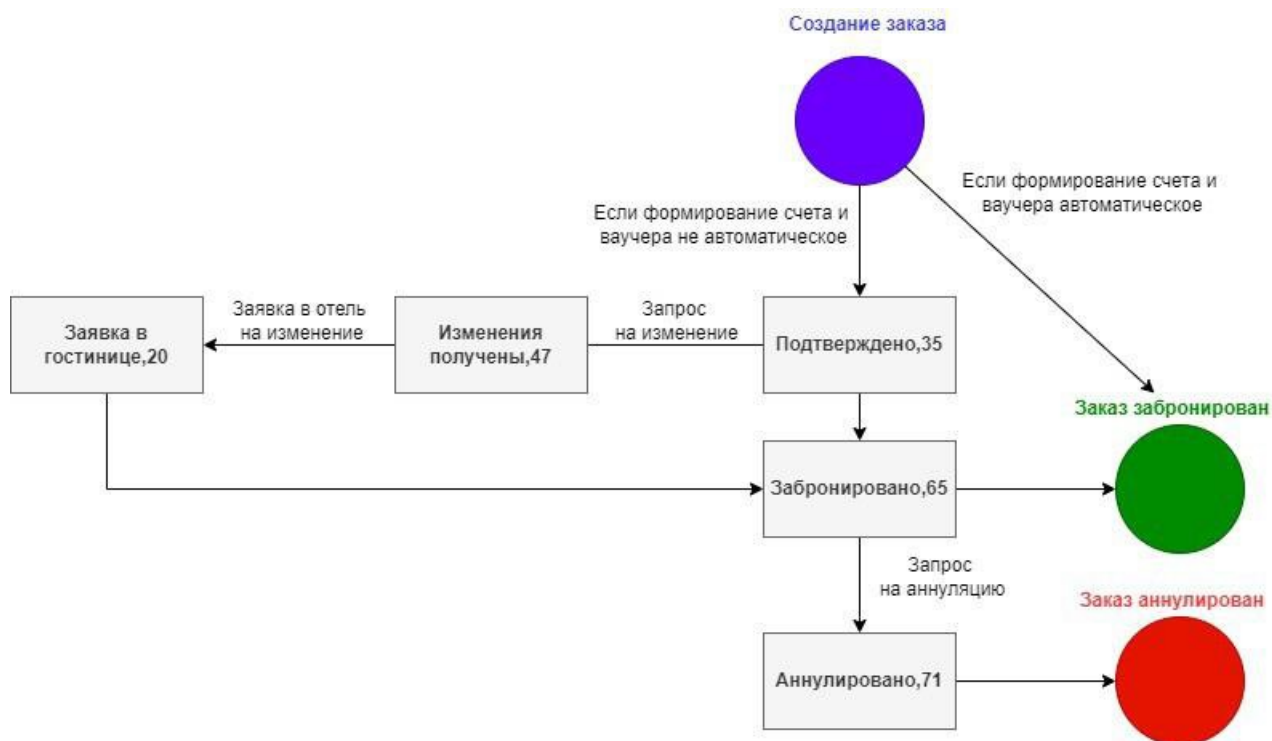 Создание заказа
Если формирование счета и
ваучера автоматическое
Если формирование счета и
ваучера не автоматическое
Заявка в
гостинице,20
Заявка в отель
на изменение
Изменения
получены,47
Запрос
на изменение
Подтверждено,35
Заказ забронирован
Забронировано,65
Запрос
на аннуляцию
Заказ аннулирован
Аннулировано,71